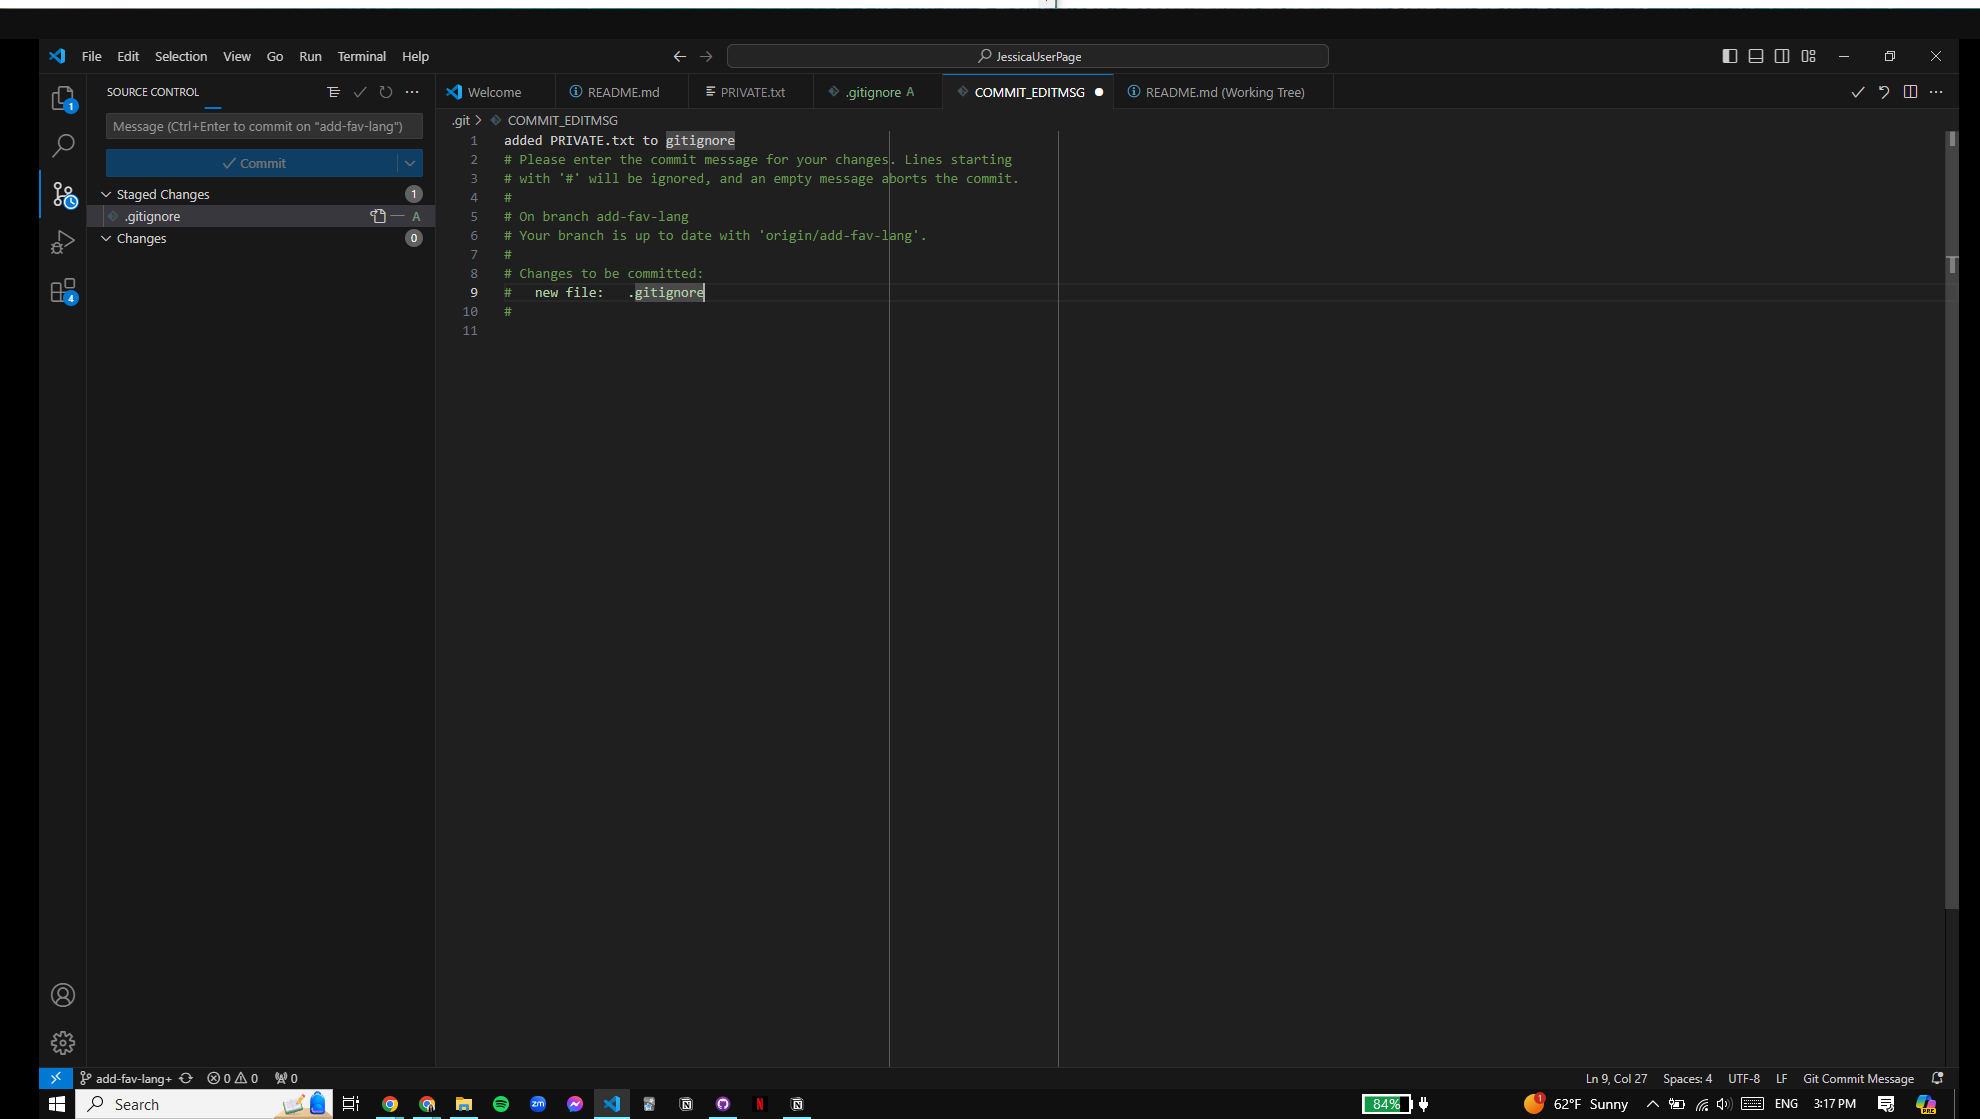 File Edit Selection View Go Run Terminal Help
JessicaUserPage
SOURCE CONTROL
Welcome
README.md
PRIVATE.txt
.gitignore A
COMMIT_EDITMSG
README.md (Working Tree)
1
Message (Ctrl+Enter to commit on "add-fav-lang")
Commit
Staged Changes 1
.gitignore A
Changes 0
4
.git > COMMIT_EDITMSG
1 added PRIVATE.txt to gitignore
2 # Please enter the commit message for your changes. Lines starting
3 # with '#' will be ignored, and an empty message aborts the commit.
4 #
5 # On branch add-fav-lang
6 # Your branch is up to date with 'origin/add-fav-lang'.
7 #
8 # Changes to be committed:
9 # new file: .gitignore
10 #
11
add-fav-lang+ 0 0 0
Ln 9, Col 27 Spaces: 4 UTF-8 LF Git Commit Message
Search
zm
N
84%
1
62°F Sunny
ENG
3:17 PM
PRE